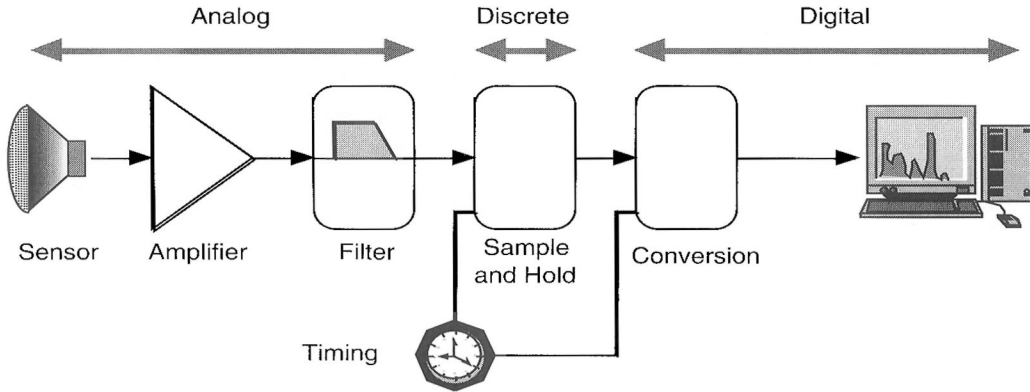 Analog
Discrete
Digital
Sensor
Amplifier
Filter
Sample
and Hold
Conversion
Timing